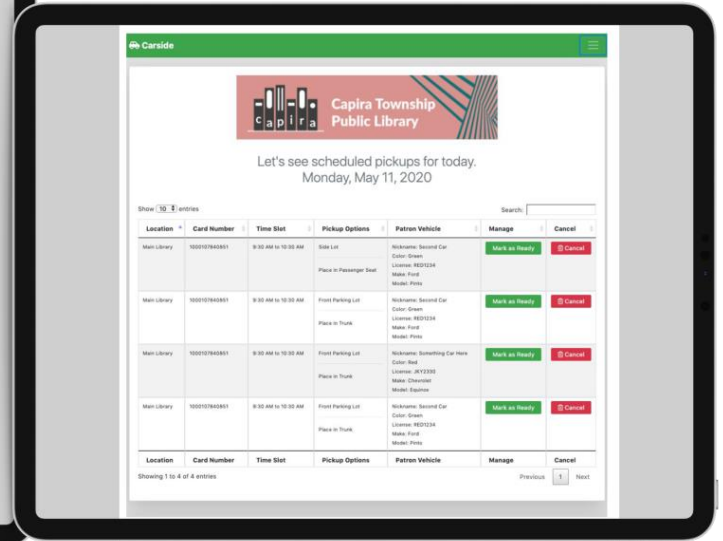 Carside
capira
Capira Township
Public Library
Let's see scheduled pickups for today.
Monday, May 11, 2020
Show 10 entries
Search:
Location Card Number Time Slot Pickup Options Patron Vehicle Manage Cancel
Main Library 1000107840861 9:30 AM to 10:30 AM Side Lot Nickname: Second Car Mark as Ready Cancel
Color: Green
Place in Passenger Seat License: RED1234
Make: Ford
Model: Pinto
Main Library 1000107840861 9:30 AM to 10:30 AM Front Parking Lot Nickname: Second Car Mark as Ready Cancel
Color: Green
Place in Trunk License: RED1234
Make: Ford
Model: Pinto
Main Library 1000107840861 9:30 AM to 10:30 AM Front Parking Lot Nickname: Something Car Here Mark as Ready Cancel
Color: Red
Place in Trunk License: JKY2330
Make: Chevrolet
Model: Equinox
Main Library 1000107840861 9:30 AM to 10:30 AM Front Parking Lot Nickname: Second Car Mark as Ready Cancel
Color: Green
Place in Trunk License: RED1234
Make: Ford
Model: Pinto
Location Card Number Time Slot Pickup Options Patron Vehicle Manage Cancel
Showing 1 to 4 of 4 entries
Previous 1 Next